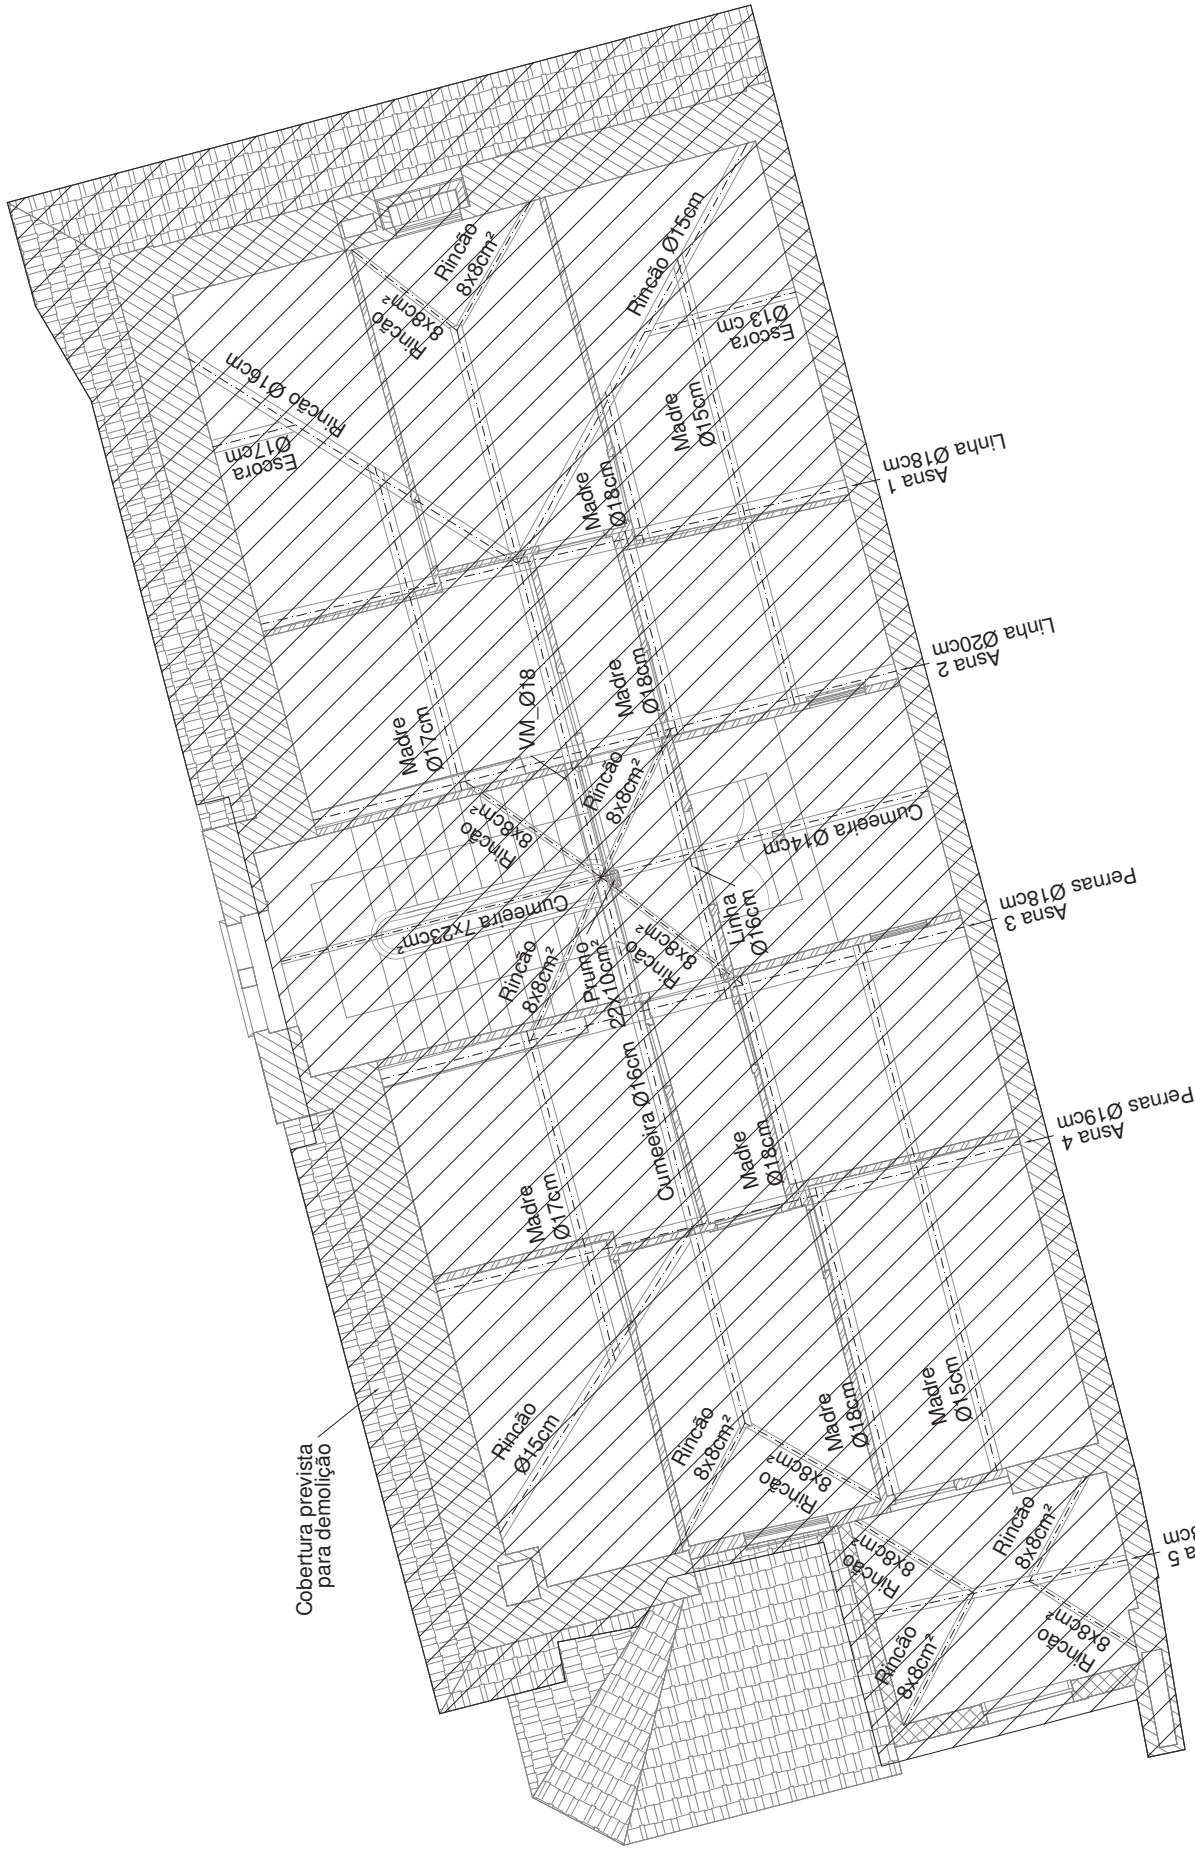 Rincão
8x8cm²
Rincão
8x8cm²
Rincão Ø15cm
Escora
Ø13 cm
Rincão Ø16cm
Escora
Ø17cm
Madre
Ø15cm
Linha Ø18cm
Asna 1
Madre
Ø18cm
Linha Ø20cm
Asna 2
Madre
Ø18cm
VM_Ø18
Madre
Ø17cm
Rincão
8x8cm²
Rincão
8x8cm²
Cumeeira Ø14cm
Cumeeira 7x23cm²
Linha
Ø16cm
Rincão
8x8cm²
Prumo
22x10cm²
Rincão
8x8cm²
Pernas Ø18cm
Asna 3
Cumeeira Ø16cm
Madre
Ø18cm
Madre
Ø17cm
Pernas Ø19cm
Asna 4
Cobertura prevista
para demolição
Rincão
Ø15cm
Rincão
8x8cm²
Rincão
8x8cm²
Madre
Ø18cm
Madre
Ø15cm
Rincão
8x8cm²
Rincão
8x8cm²
Rincão
8x8cm²
Rincão
8x8cm²
a 5